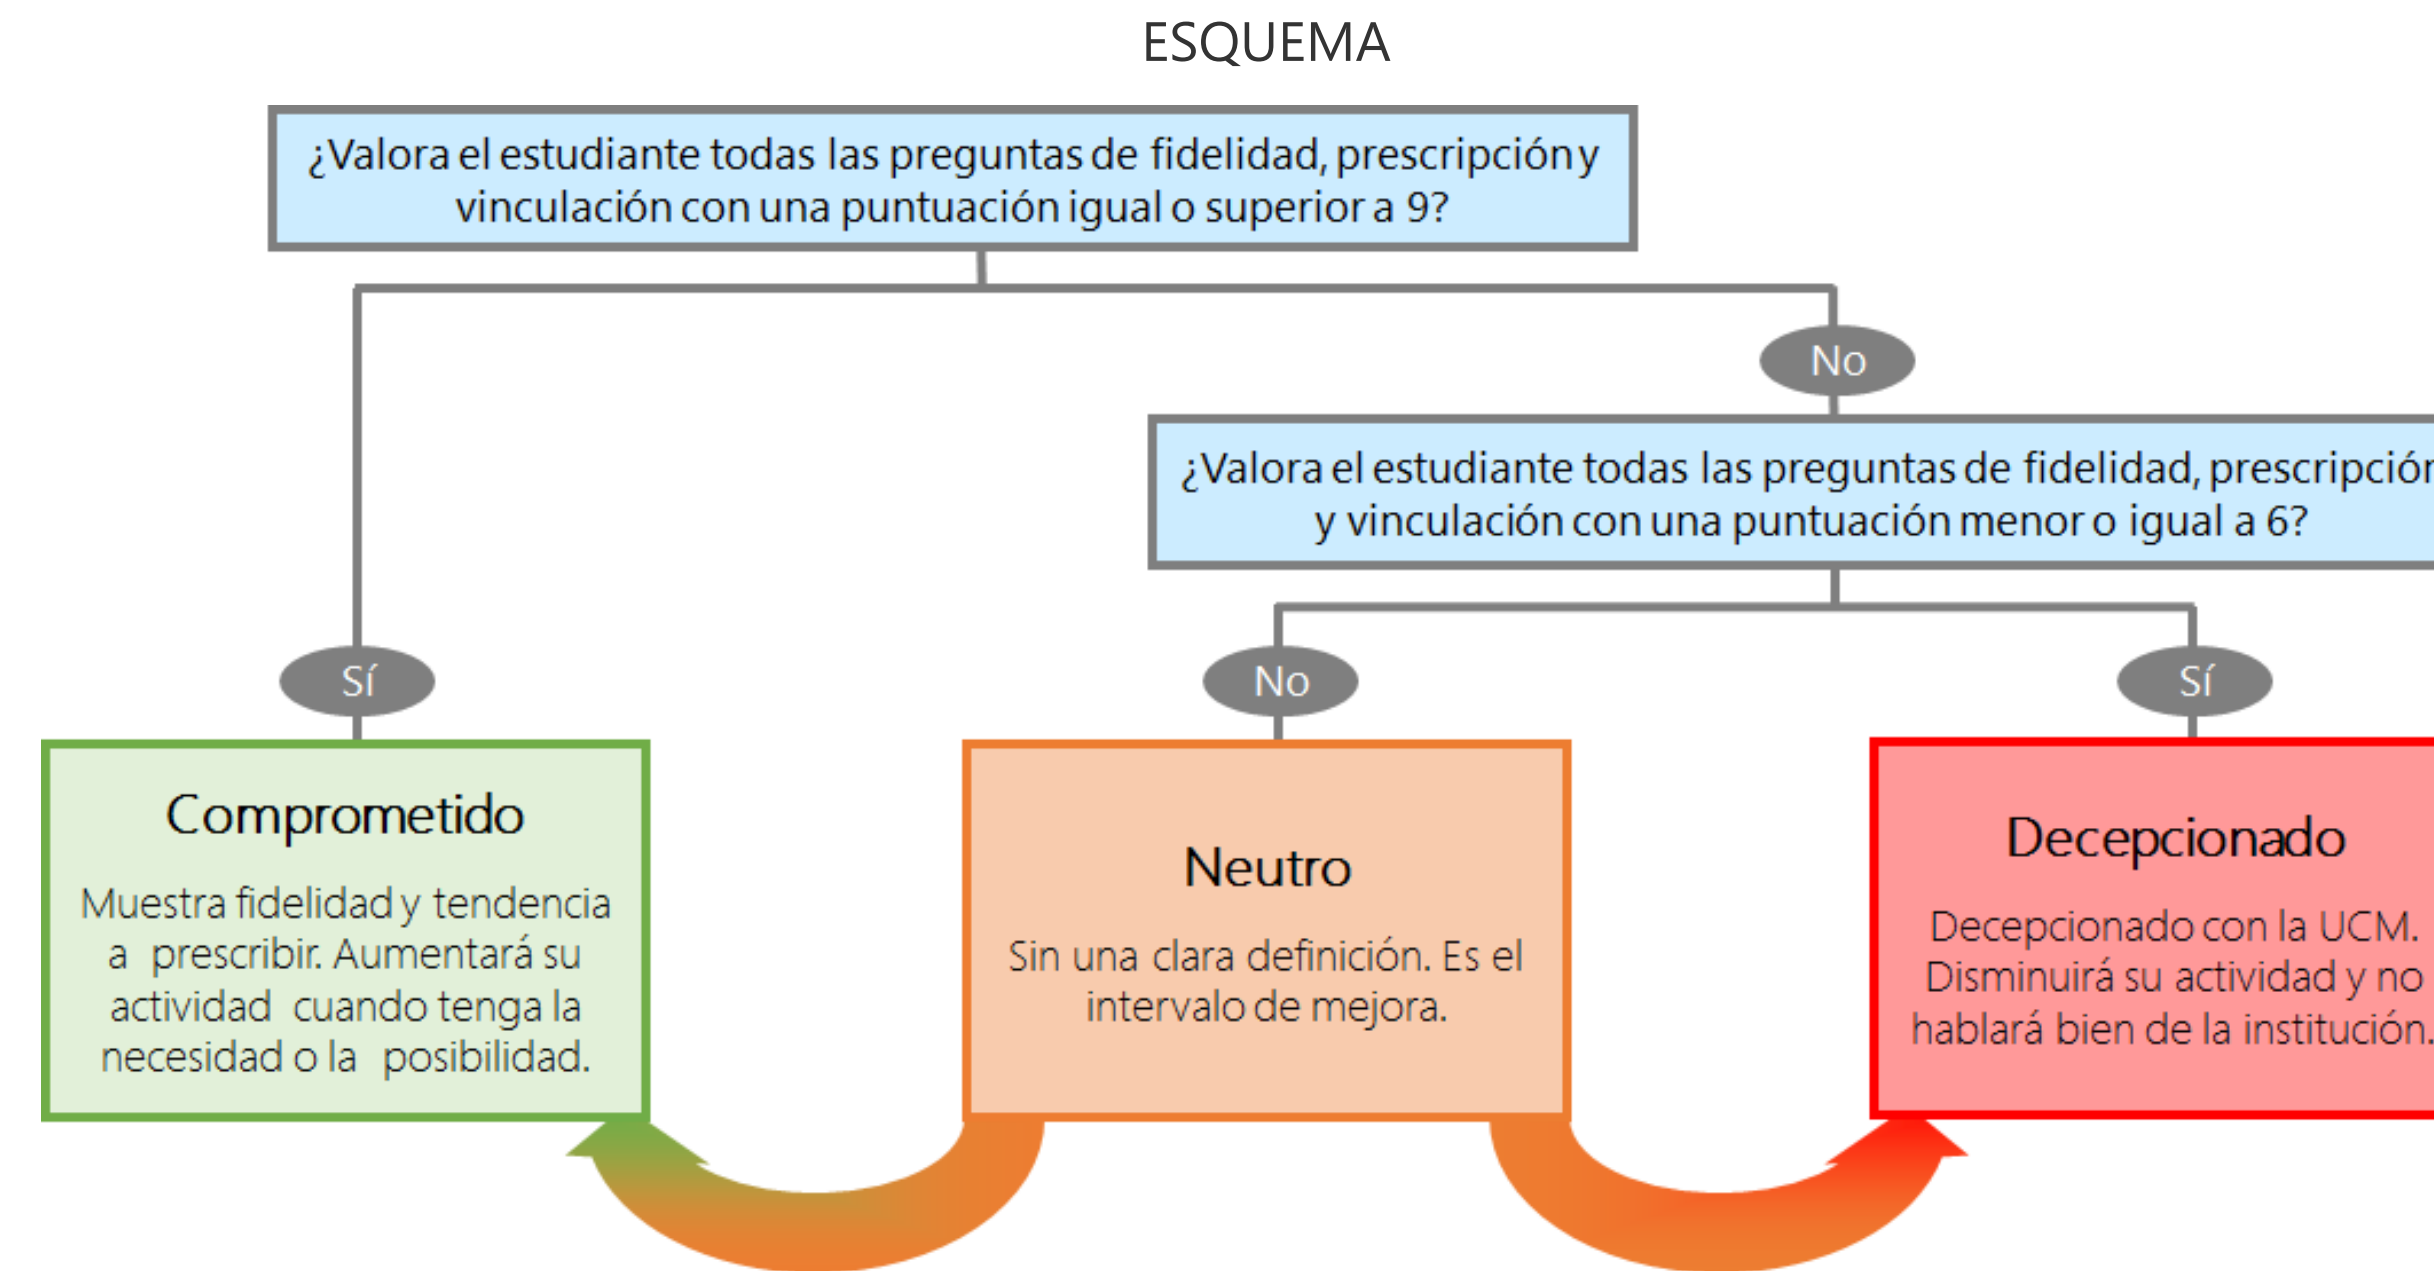 ESQUEMA
¿Valora el estudiante todas las preguntas de fidelidad, prescripción y
vinculación con una puntuación igual o superior a 9?
No
¿Valora el estudiante todas las preguntas de fidelidad, prescripción
y vinculación con una puntuación menor o igual a 6?
Sí
No
Sí
Comprometido
Muestra fidelidad y tendencia
a prescribir. Aumentará su
actividad cuando tenga la
necesidad o la posibilidad.
Neutro
Sin una clara definición. Es el
intervalo de mejora.
Decepcionado
Decepcionado con la UCM.
Disminuirá su actividad y no
hablará bien de la institución.